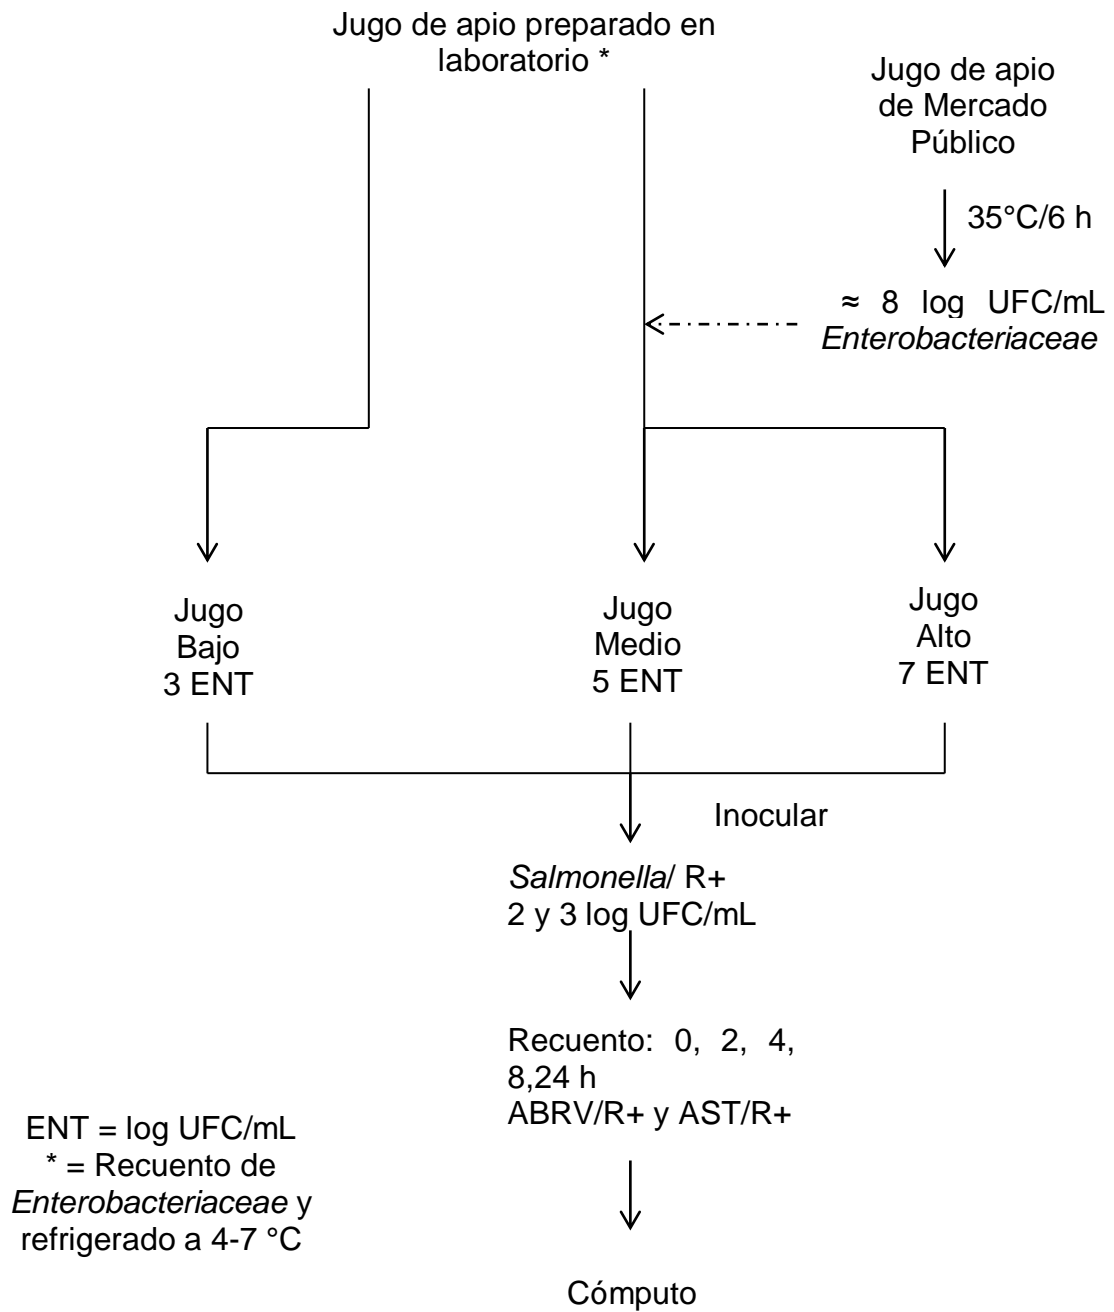 Jugo de apio preparado en
laboratorio *
Jugo de apio
de Mercado
Público
35°C/6 h
≈ 8 log UFC/mL
Enterobacteriaceae
Jugo
Bajo
3 ENT
Jugo
Medio
5 ENT
Jugo
Alto
7 ENT
Inocular
Salmonella/ R+
2 y 3 log UFC/mL
Recuento: 0, 2, 4,
8,24 h
ABRV/R+ y AST/R+
ENT = log UFC/mL
* = Recuento de
Enterobacteriaceae y
refrigerado a 4-7 °C
Cómputo